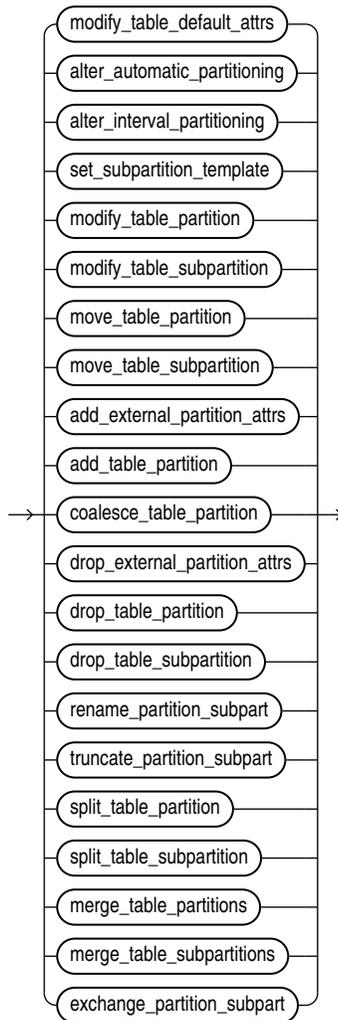 modify_table_default_attrs
alter_automatic_partitioning
alter_interval_partitioning
set_subpartition_template
modify_table_partition
modify_table_subpartition
move_table_partition
move_table_subpartition
add_external_partition_attrs
add_table_partition
coalesce_table_partition
drop_external_partition_attrs
drop_table_partition
drop_table_subpartition
rename_partition_subpart
truncate_partition_subpart
split_table_partition
split_table_subpartition
merge_table_partitions
merge_table_subpartitions
exchange_partition_subpart